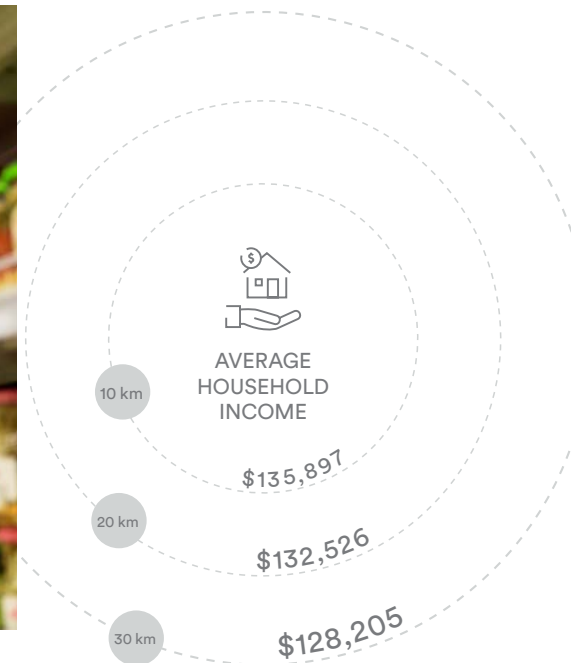 $
AVERAGE
HOUSEHOLD
INCOME
10 km
$135,897
20 km
$132,526
30 km
$128,205